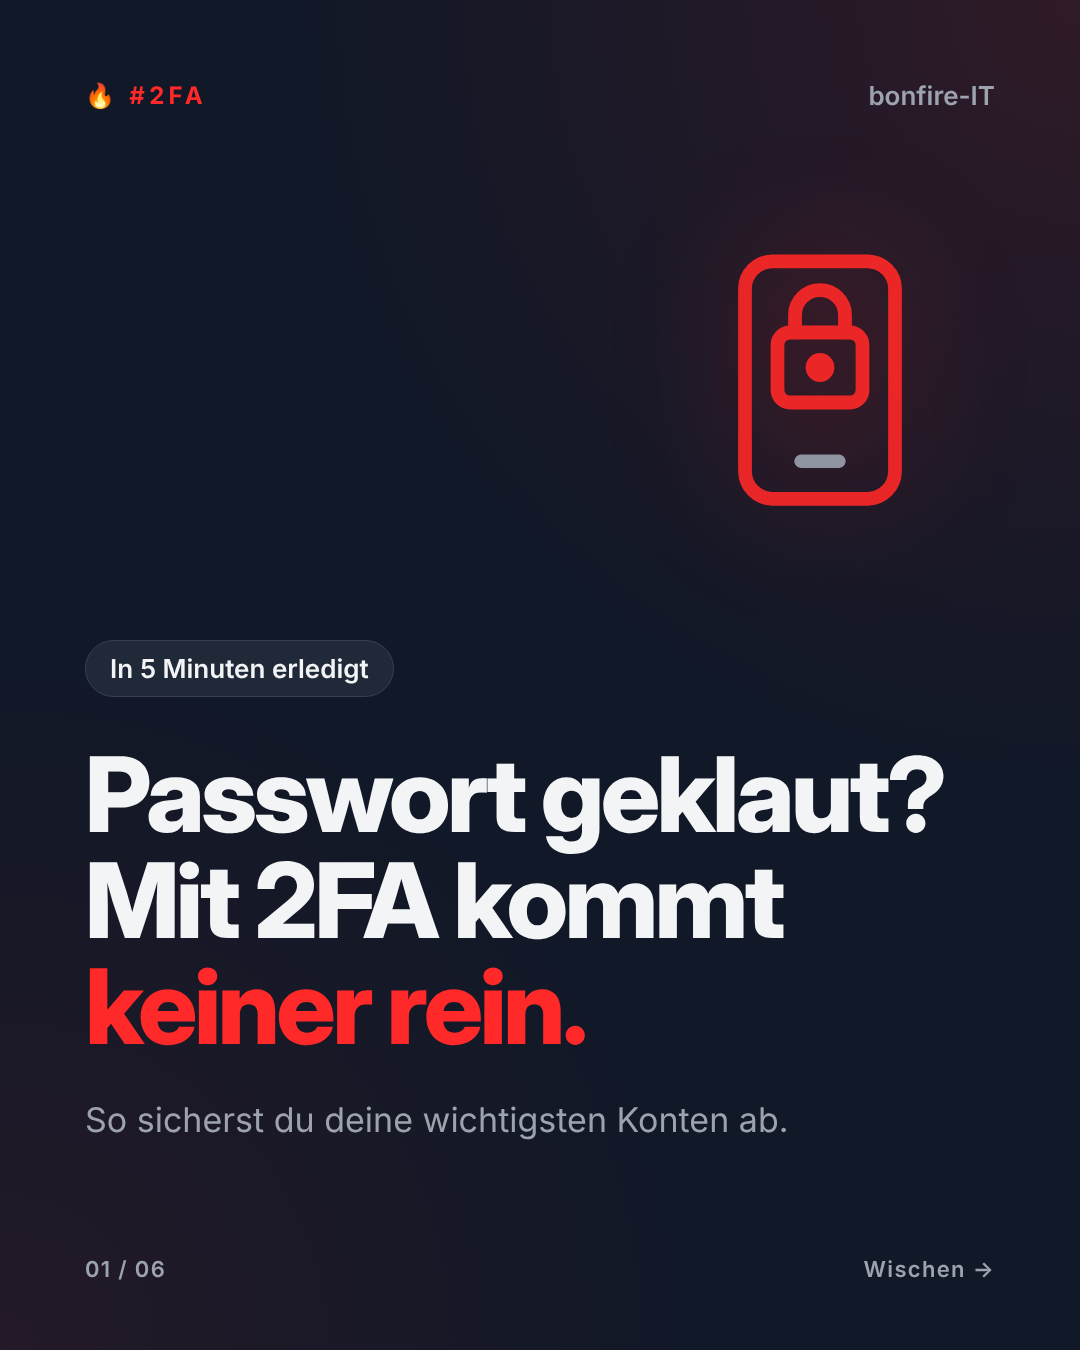 🔥 #2FA
bonfire-IT
In 5 Minuten erledigt
Passwort geklaut?
Mit 2FA kommt
keiner rein.
So sicherst du deine wichtigsten Konten ab.
01 / 06
Wischen →